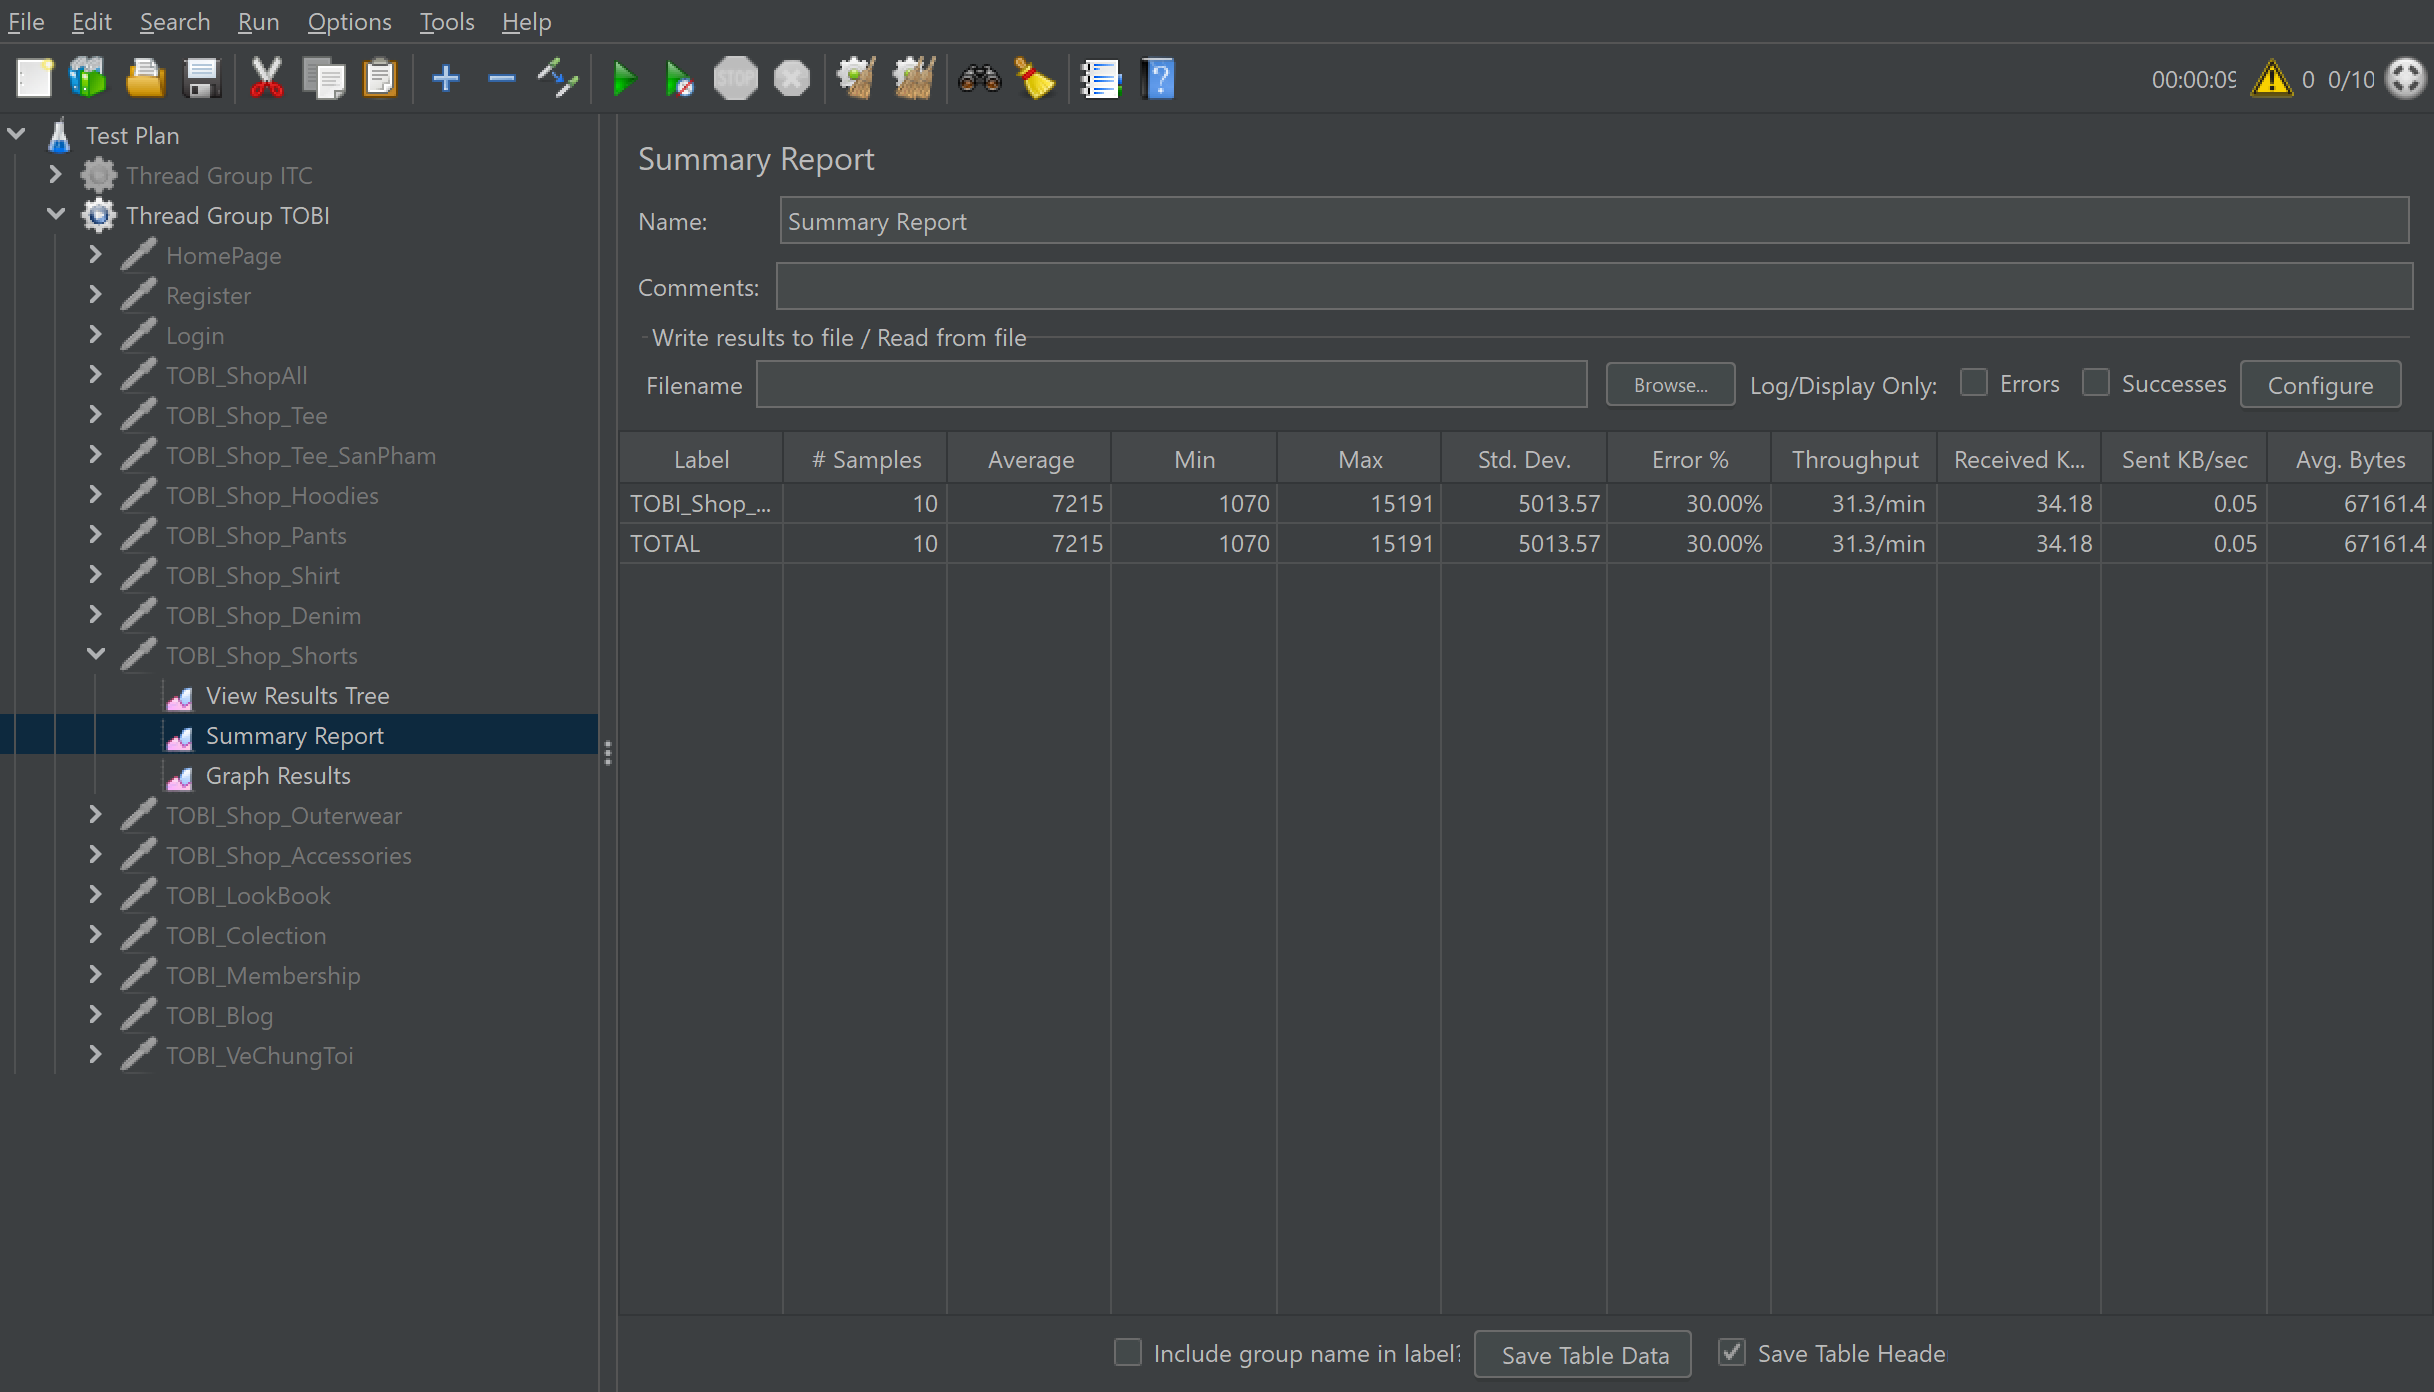 File Edit Search Run Options Tools Help
STOP
00:00:09 0 0/10
Test Plan
Thread Group ITC
Thread Group TOBI
HomePage
Register
Login
TOBI_ShopAll
TOBI_Shop_Tee
TOBI_Shop_Tee_SanPham
TOBI_Shop_Hoodies
TOBI_Shop_Pants
TOBI_Shop_Shirt
TOBI_Shop_Denim
TOBI_Shop_Shorts
View Results Tree
Summary Report
Graph Results
TOBI_Shop_Outerwear
TOBI_Shop_Accessories
TOBI_LookBook
TOBI_Colection
TOBI_Membership
TOBI_Blog
TOBI_VeChungToi
Summary Report
Name: Summary Report
Comments:
Write results to file / Read from file
Filename Browse... Log/Display Only: Errors Successes Configure
Label # Samples Average Min Max Std. Dev. Error % Throughput Received K... Sent KB/sec Avg. Bytes
TOBI_Shop_... 10 7215 1070 15191 5013.57 30.00% 31.3/min 34.18 0.05 67161.4
TOTAL 10 7215 1070 15191 5013.57 30.00% 31.3/min 34.18 0.05 67161.4
Include group name in label? Save Table Data Save Table Heade